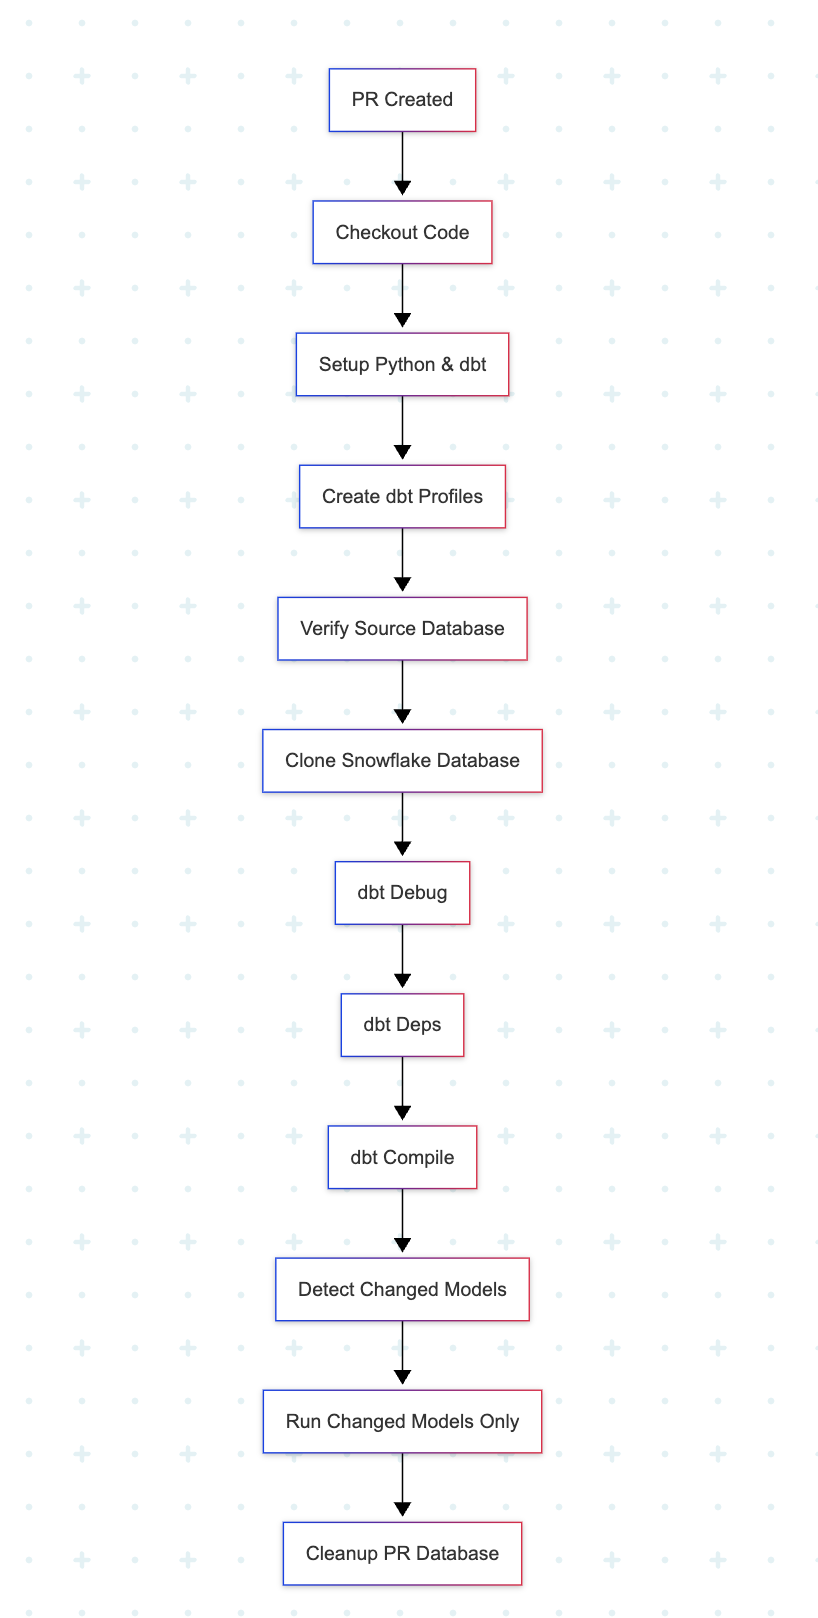 PR Created
Checkout Code
Setup Python & dbt
Create dbt Profiles
Verify Source Database
Clone Snowflake Database
dbt Debug
dbt Deps
dbt Compile
Detect Changed Models
Run Changed Models Only
Cleanup PR Database